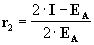 r₂ = (2 · I − E_A) / (2 · E_A)